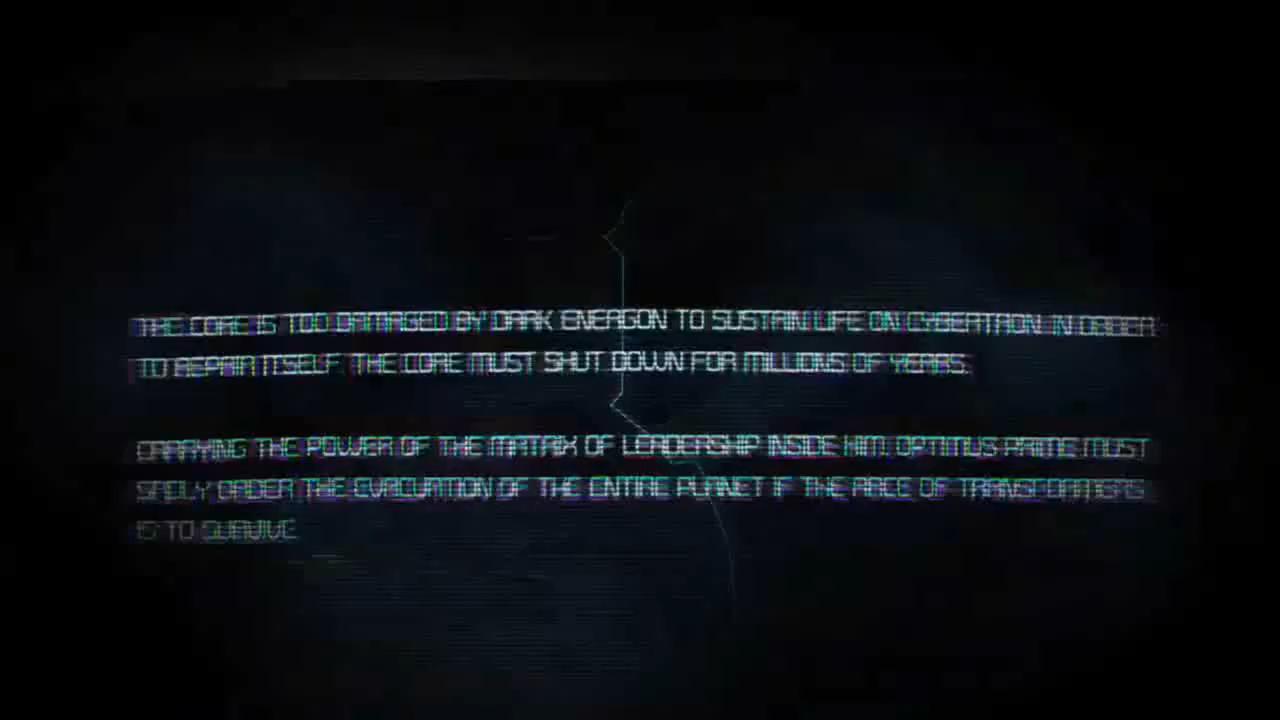 THE CORE IS TOO DAMAGED BY DARK ENERGON TO SUSTAIN LIFE ON CYBERTRON. IN ORDER
TO REPAIR ITSELF THE CORE MUST SHUT DOWN FOR MILLIONS OF YEARS.
CARRYING THE POWER OF THE MATRIX OF LEADERSHIP INSIDE HIM, OPTIMUS PRIME MUST
SADLY ORDER THE EVACUATION OF THE ENTIRE PLANET IF THE RACE OF TRANSFORMERS
IS TO SURVIVE